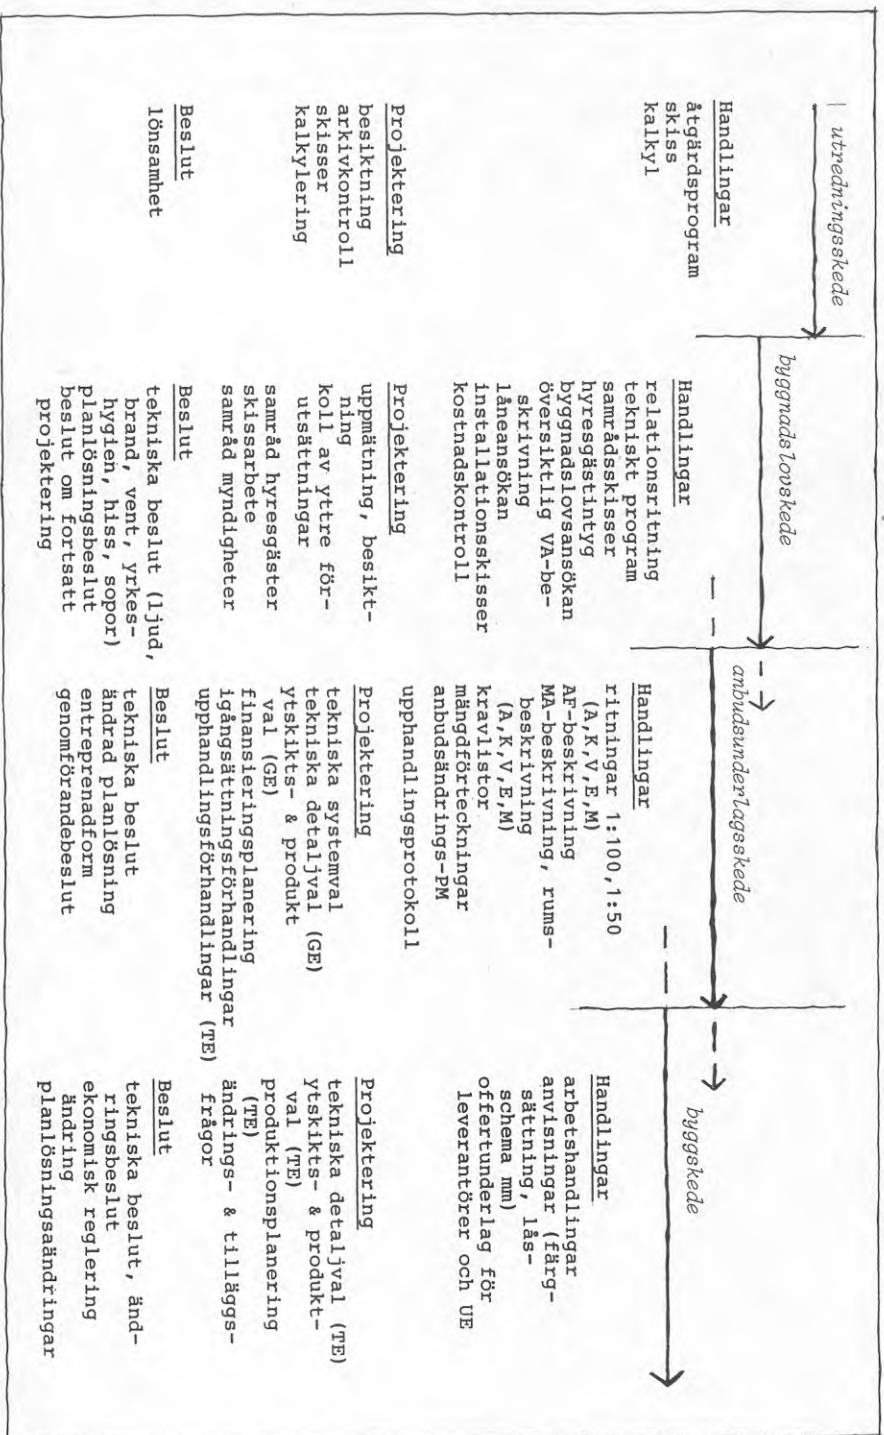 utredningsskede
Handlingar
åtgärdsprogram
skiss
kalkyl
Projektering
besiktning
arkivkontroll
skisser
kalkylering
Beslut
lönsamhet
byggnadslovskede
Handlingar
relationsritning
tekniskt program
samrådsskisser
hyresgästintyg
byggnadslovsansökan
översiktlig VA-be-
skrivning
låneansökan
installationsskisser
kostnadskontroll
Projektering
uppmätning, besikt-
ning
koll av yttre för-
utsättningar
samråd hyresgäster
skissarbete
samråd myndigheter
Beslut
tekniska beslut (ljud,
brand, vent, yrkes-
hygien, hiss, sopor)
planlösningsbeslut
beslut om fortsatt
projektering
anbudsunderlagsskede
Handlingar
ritningar 1:100,1:50
(A,K,V,E,M)
AF-beskrivning
MA-beskrivning, rums-
beskrivning
(A,K,V,E,M)
kravlistor
mängdförteckningar
anbudsändrings-PM
upphandlingsprotokoll
Projektering
tekniska systemval
tekniska detaljval (GE)
ytskikts- & produkt
val (GE)
finansieringsplanering
igångsättningsförhandlingar
upphandlingsförhandlingar (TE)
Beslut
tekniska beslut
ändrad planlösning
entreprenadform
genomförandebeslut
byggskede
Handlingar
arbetshandlingar
anvisningar (färg-
sättning, lås-
schema mm)
offertunderlag för
leverantörer och UE
Projektering
tekniska detaljval (TE)
ytskikts- & produkt-
val (TE)
produktionsplanering
(TE)
ändrings- & tilläggs-
frågor
Beslut
tekniska beslut, änd-
ringsbeslut
ekonomisk reglering
ändring
planlösningsaändringar